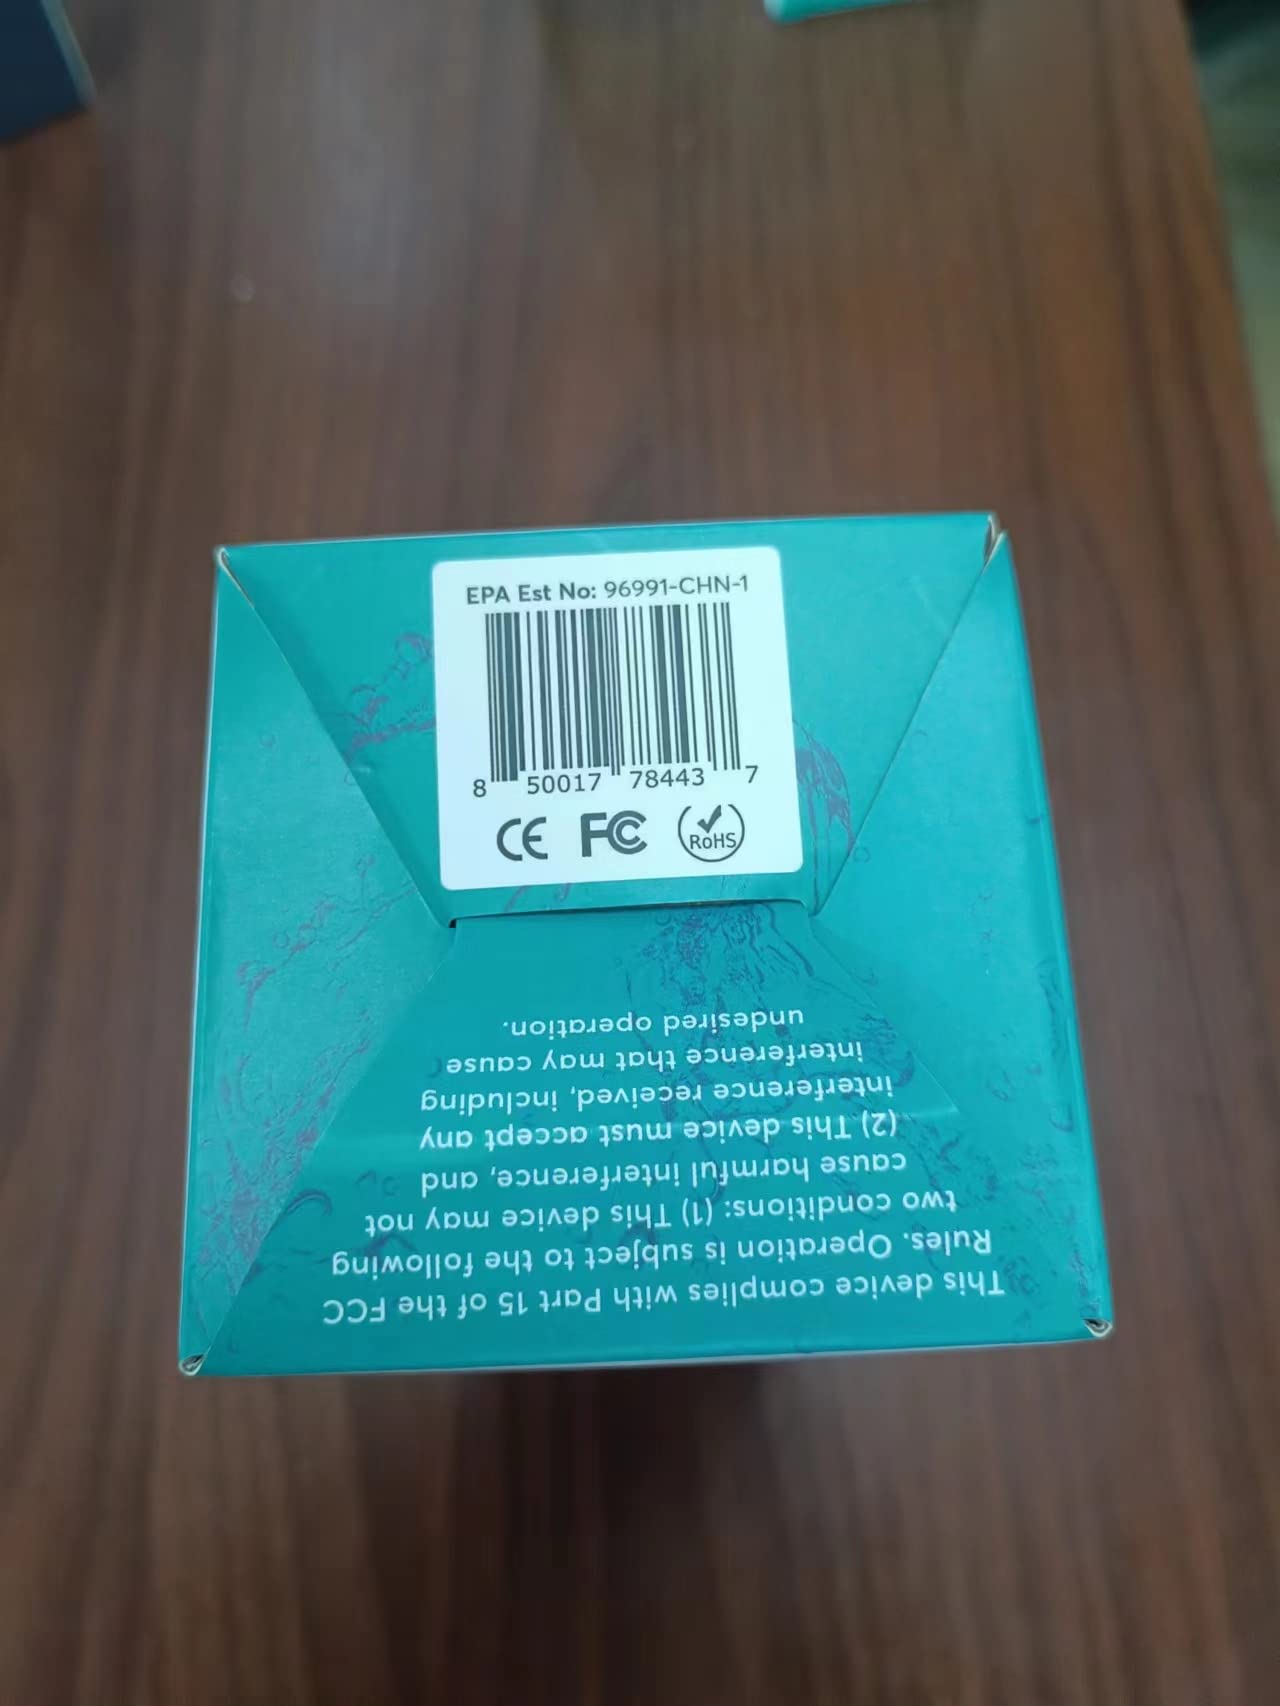 EPA Est No: 96991-CHN-1
8 50017 78443 7
CE FC RoHS
This device complies with Part 15 of the FCC
Rules. Operation is subject to the following
two conditions: (1) This device may not
cause harmful interference, and
(2) This device must accept any
interference received, including
interference that may cause
undesired operation.